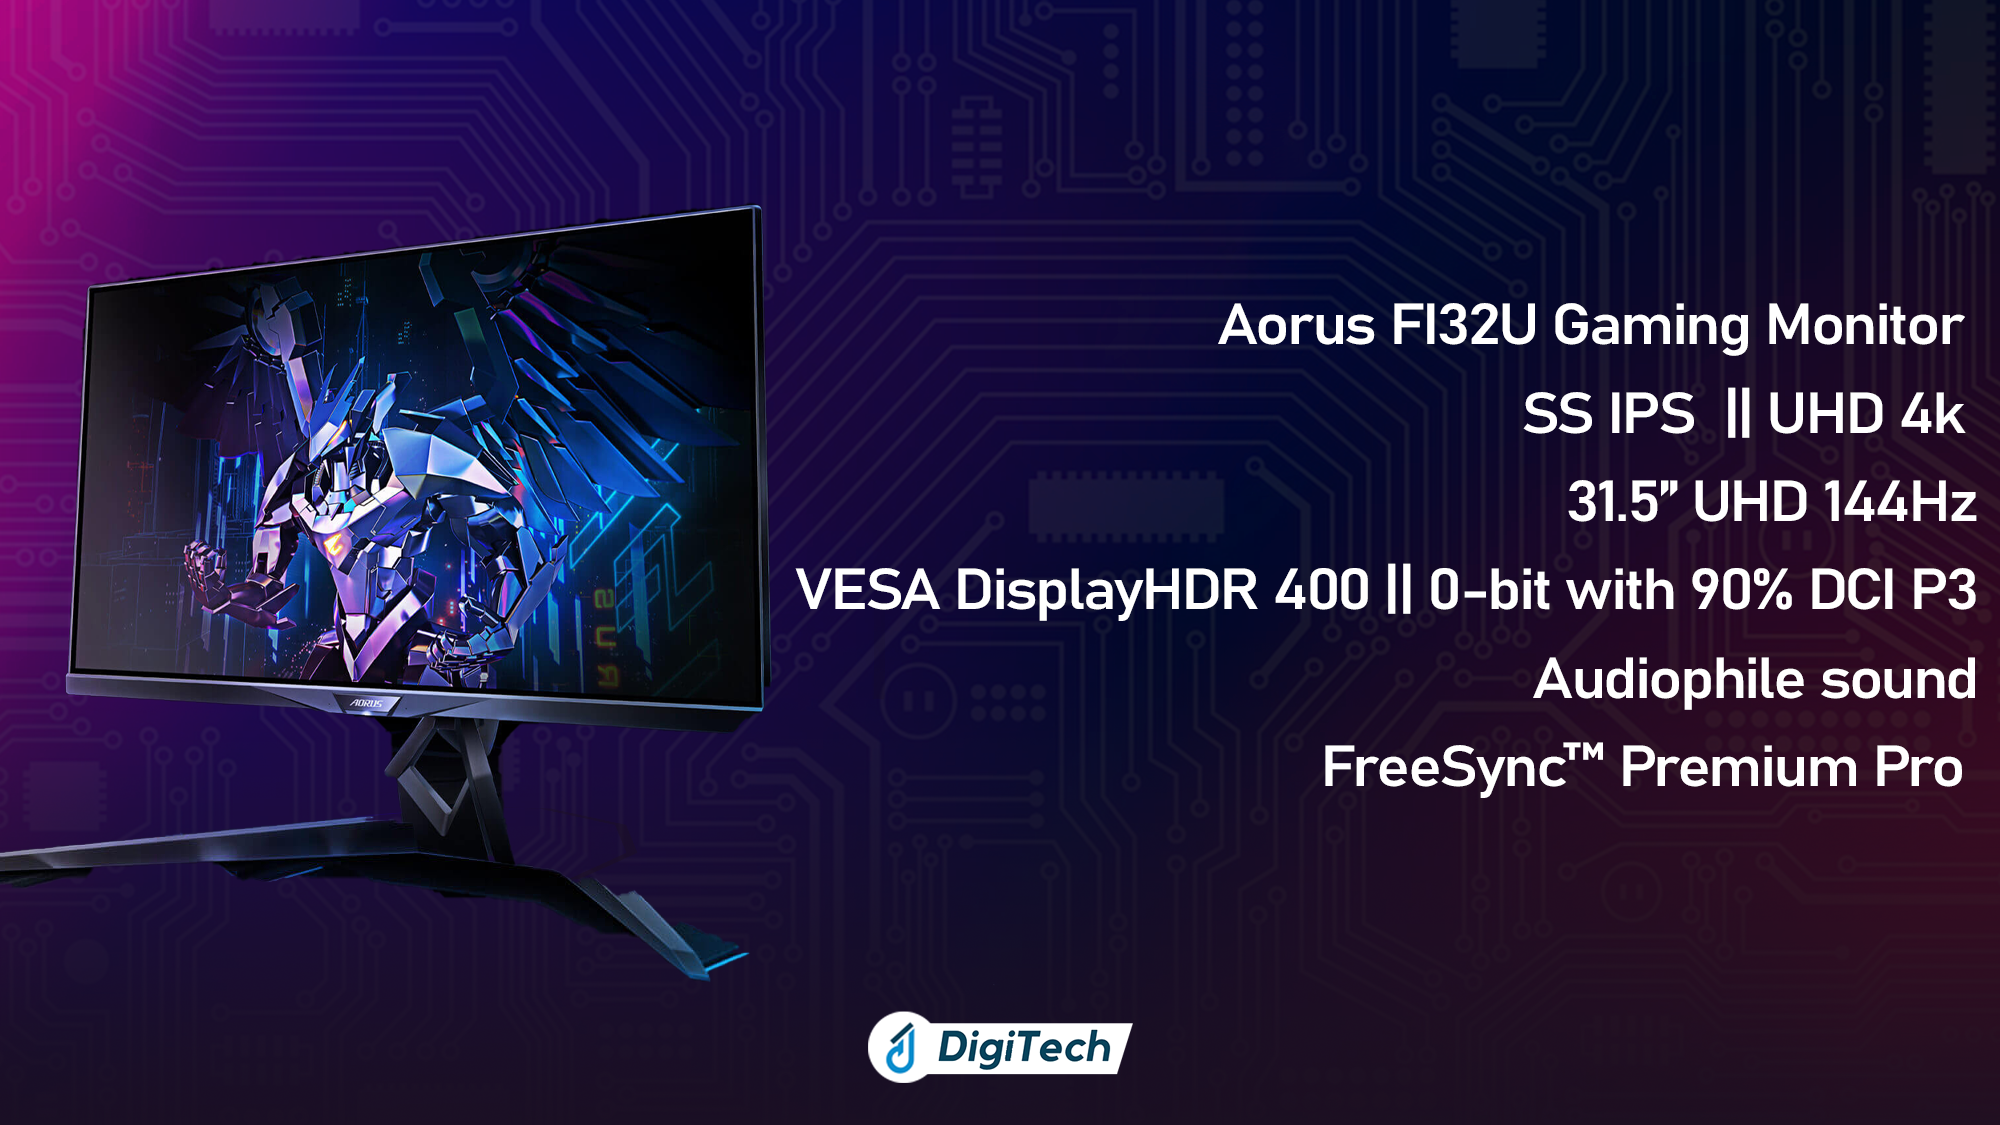 Aorus FI32U Gaming Monitor
SS IPS || UHD 4k
31.5” UHD 144Hz
VESA DisplayHDR 400 || 0-bit with 90% DCI P3
Audiophile sound
FreeSync™ Premium Pro
AORUS
DigiTech